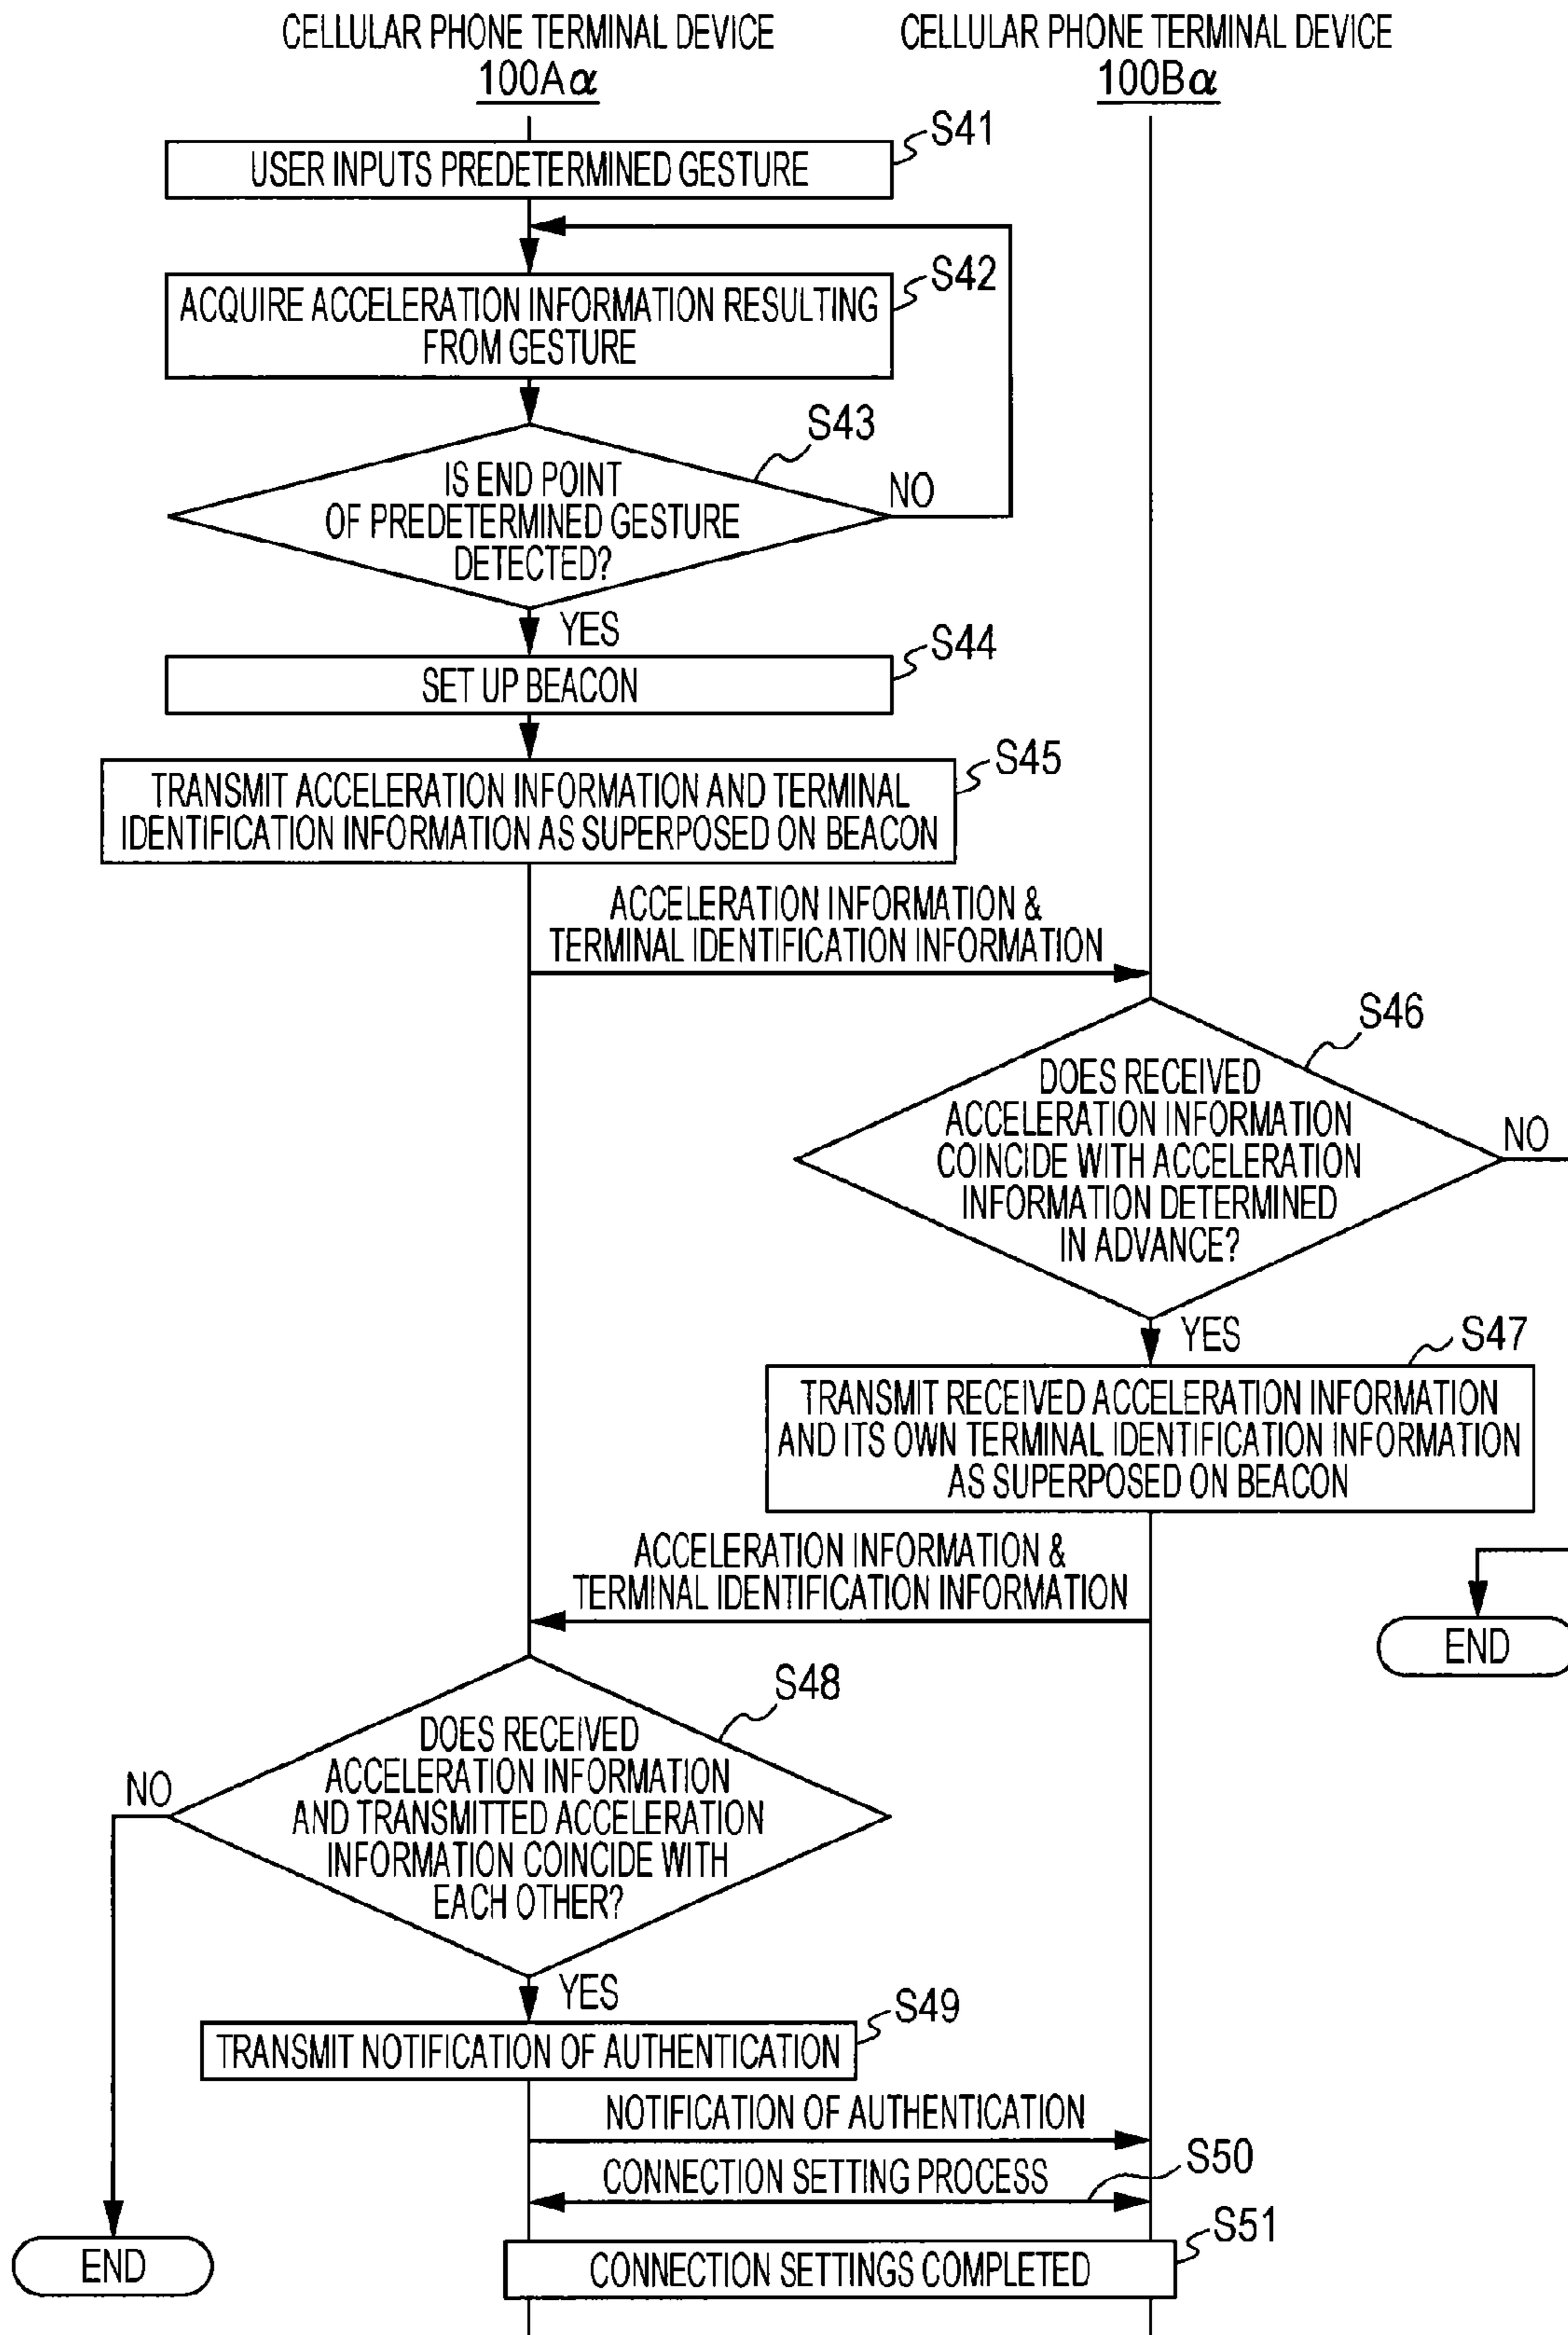 CELLULAR PHONE TERMINAL DEVICE
100Aα
CELLULAR PHONE TERMINAL DEVICE
100Bα
S41
USER INPUTS PREDETERMINED GESTURE
S42
ACQUIRE ACCELERATION INFORMATION RESULTING
FROM GESTURE
S43
IS END POINT
OF PREDETERMINED GESTURE
DETECTED?
NO
YES
S44
SET UP BEACON
S45
TRANSMIT ACCELERATION INFORMATION AND TERMINAL
IDENTIFICATION INFORMATION AS SUPERPOSED ON BEACON
ACCELERATION INFORMATION &
TERMINAL IDENTIFICATION INFORMATION
S46
DOES RECEIVED
ACCELERATION INFORMATION
COINCIDE WITH ACCELERATION
INFORMATION DETERMINED
IN ADVANCE?
NO
YES
S47
TRANSMIT RECEIVED ACCELERATION INFORMATION
AND ITS OWN TERMINAL IDENTIFICATION INFORMATION
AS SUPERPOSED ON BEACON
ACCELERATION INFORMATION &
TERMINAL IDENTIFICATION INFORMATION
END
S48
DOES RECEIVED
ACCELERATION INFORMATION
AND TRANSMITTED ACCELERATION
INFORMATION COINCIDE WITH
EACH OTHER?
NO
YES
S49
TRANSMIT NOTIFICATION OF AUTHENTICATION
NOTIFICATION OF AUTHENTICATION
S50
CONNECTION SETTING PROCESS
S51
CONNECTION SETTINGS COMPLETED
END